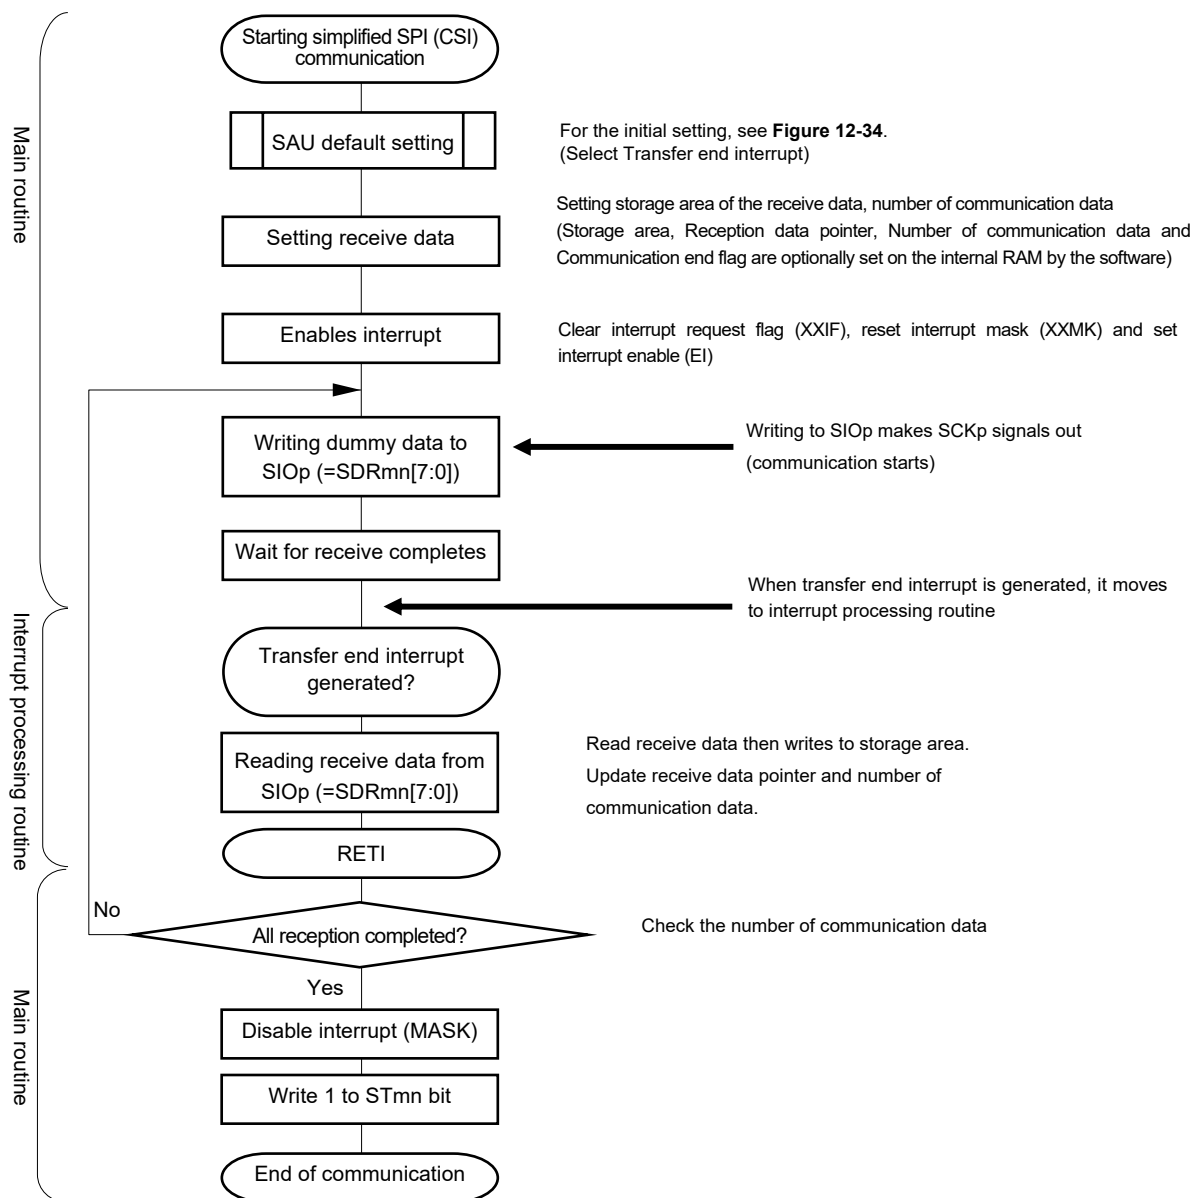 Starting simplified SPI (CSI)
communication
Main routine
SAU default setting
For the initial setting, see Figure 12-34.
(Select Transfer end interrupt)
Setting receive data
Setting storage area of the receive data, number of communication data
(Storage area, Reception data pointer, Number of communication data and
Communication end flag are optionally set on the internal RAM by the software)
Enables interrupt
Clear interrupt request flag (XXIF), reset interrupt mask (XXMK) and set
interrupt enable (EI)
Writing dummy data to
SIOp (=SDRmn[7:0])
Writing to SIOp makes SCKp signals out
(communication starts)
Wait for receive completes
When transfer end interrupt is generated, it moves
to interrupt processing routine
Interrupt processing routine
Transfer end interrupt
generated?
Reading receive data from
SIOp (=SDRmn[7:0])
Read receive data then writes to storage area.
Update receive data pointer and number of
communication data.
RETI
No
All reception completed?
Check the number of communication data
Yes
Main routine
Disable interrupt (MASK)
Write 1 to STmn bit
End of communication